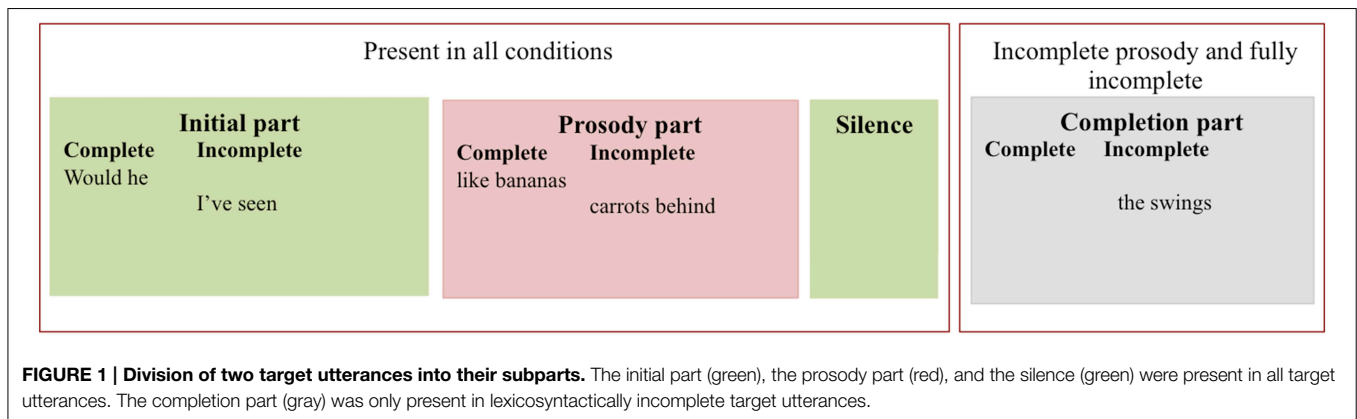 Present in all conditions
Initial part
Complete Incomplete
Would he
I've seen
Prosody part
Complete Incomplete
like bananas
carrots behind
Silence
Incomplete prosody and fully
incomplete
Completion part
Complete Incomplete
the swings
FIGURE 1 | Division of two target utterances into their subparts. The initial part (green), the prosody part (red), and the silence (green) were present in all target
utterances. The completion part (gray) was only present in lexicosyntactically incomplete target utterances.